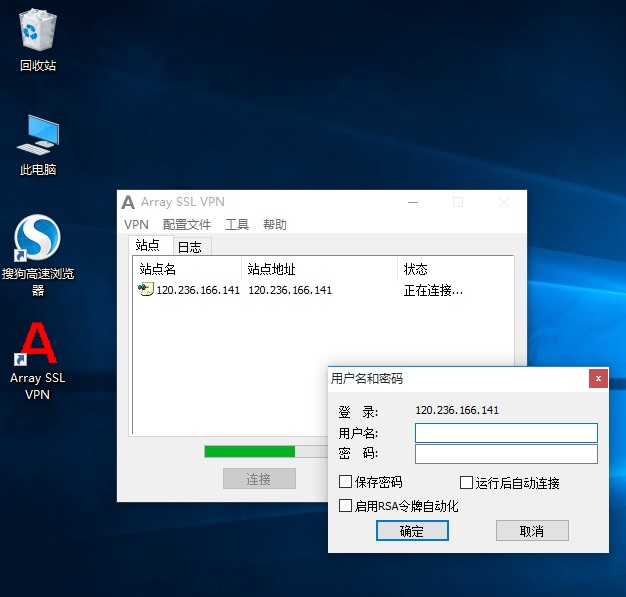 回收站
此电脑
搜狗高速浏览
器
A
Array SSL
VPN
A Array SSL VPN
VPN 配置文件 工具 帮助
站点 日志
站点名 站点地址 状态
120.236.166.141 120.236.166.141 正在连接...
连接
用户名和密码
登 录: 120.236.166.141
用户名:
密 码:
保存密码 运行后自动连接
启用RSA令牌自动化
确定 取消